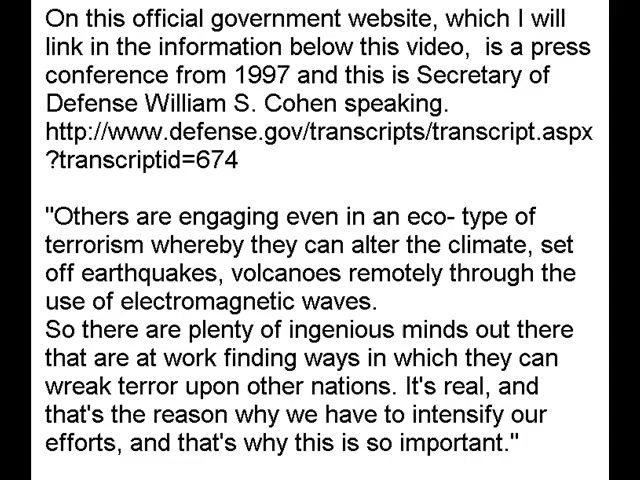 On this official government website, which I will
link in the information below this video,  is a press
conference from 1997 and this is Secretary of
Defense William S. Cohen speaking.
http://www.defense.gov/transcripts/transcript.aspx
?transcriptid=674

"Others are engaging even in an eco- type of
terrorism whereby they can alter the climate, set
off earthquakes, volcanoes remotely through the
use of electromagnetic waves.
So there are plenty of ingenious minds out there
that are at work finding ways in which they can
wreak terror upon other nations. It's real, and
that's the reason why we have to intensify our
efforts, and that's why this is so important."